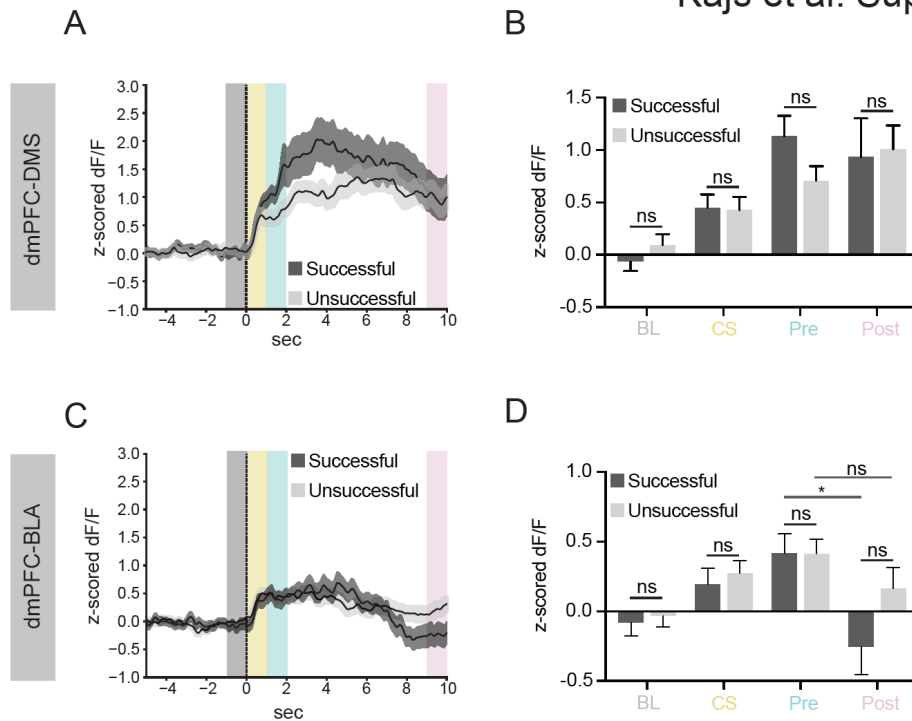 Kajs et al. Sup
A
B
dmPFC-DMS
z-scored dF/F
3.0
2.5
2.0
1.5
1.0
0.5
0.0
−0.5
−1.0
Successful
Unsuccessful
−4 −2 0 2 4 6 8 10
sec
z-scored dF/F
1.5
1.0
0.5
0.0
-0.5
Successful
Unsuccessful
ns
ns
ns
ns
BL CS Pre Post
C
D
dmPFC-BLA
z-scored dF/F
3.0
2.5
2.0
1.5
1.0
0.5
0.0
−0.5
−1.0
Successful
Unsuccessful
−4 −2 0 2 4 6 8 10
sec
z-scored dF/F
1.0
0.5
0.0
-0.5
Successful
Unsuccessful
ns
*
ns
ns
ns
ns
BL CS Pre Post